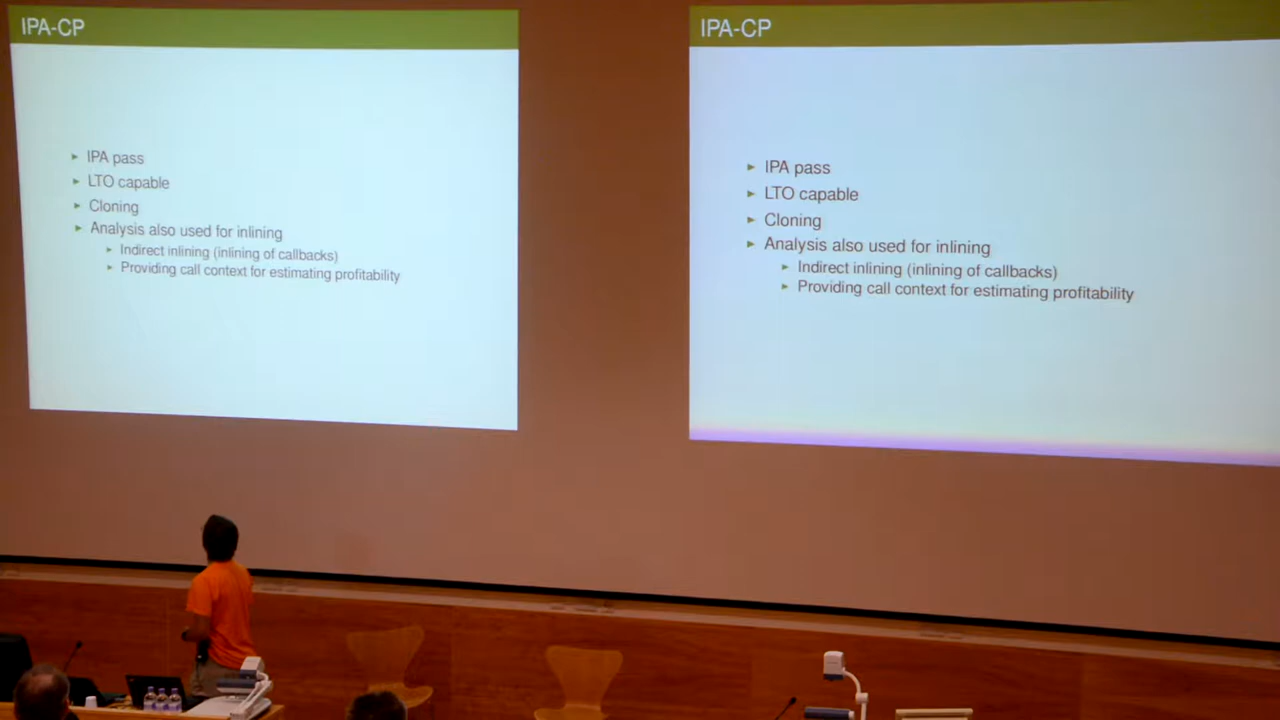 IPA-CP
IPA pass
LTO capable
Cloning
Analysis also used for inlining
Indirect inlining (inlining of callbacks)
Providing call context for estimating profitability
IPA-CP
IPA pass
LTO capable
Cloning
Analysis also used for inlining
Indirect inlining (inlining of callbacks)
Providing call context for estimating profitability